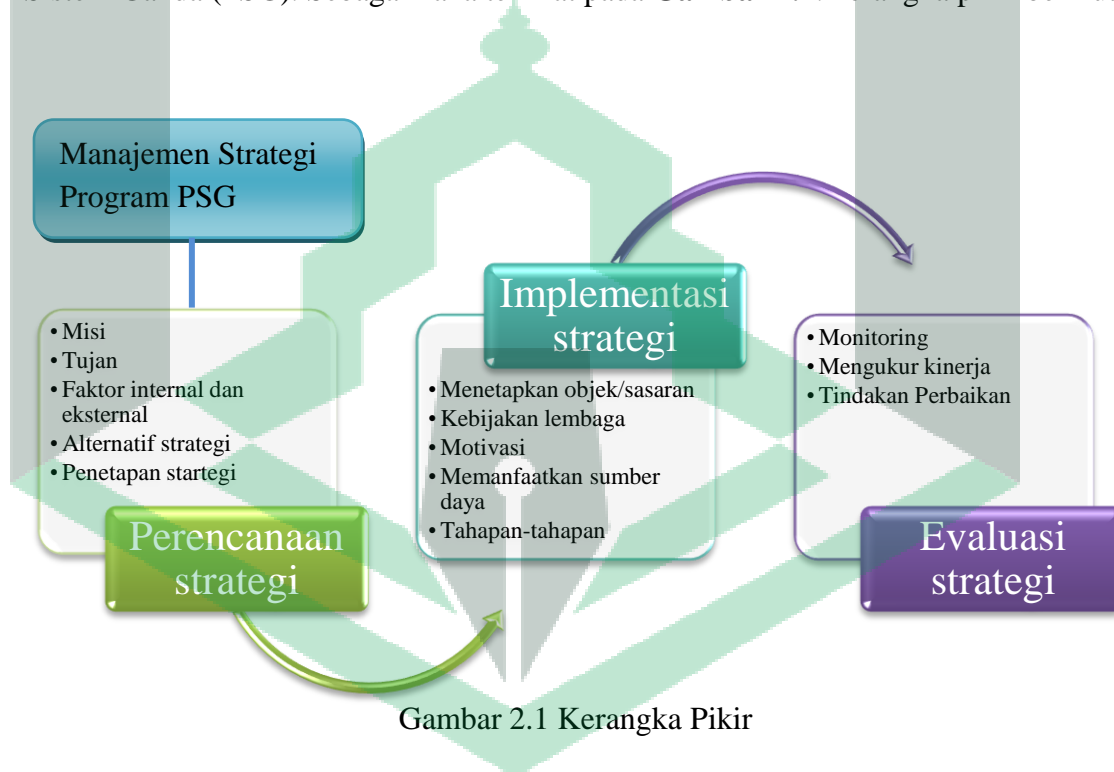 Manajemen Strategi
Program PSG
• Misi
• Tujan
• Faktor internal dan
eksternal
• Alternatif strategi
• Penetapan startegi
Perencanaan
strategi
Implementasi
strategi
• Menetapkan objek/sasaran
• Kebijakan lembaga
• Motivasi
• Memanfaatkan sumber
daya
• Tahapan-tahapan
• Monitoring
• Mengukur kinerja
• Tindakan Perbaikan
Evaluasi
strategi
Gambar 2.1 Kerangka Pikir